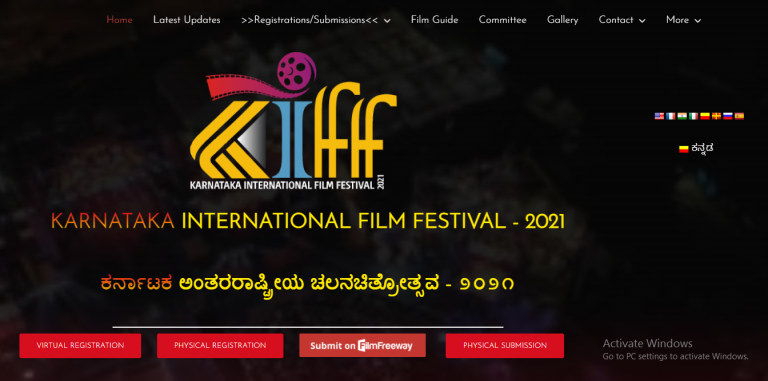 Home Latest Updates >>Registrations/Submissions<< Film Guide Committee Gallery Contact More
KIFF
KARNATAKA INTERNATIONAL FILM FESTIVAL 2021
ಕನ್ನಡ
KARNATAKA INTERNATIONAL FILM FESTIVAL - 2021
ಕರ್ನಾಟಕ ಅಂತರರಾಷ್ಟ್ರೀಯ ಚಲನಚಿತ್ರೋತ್ಸವ - ೨೦೨೧
VIRTUAL REGISTRATION PHYSICAL REGISTRATION Submit on FilmFreeway PHYSICAL SUBMISSION
Activate Windows
Go to PC settings to activate Windows.